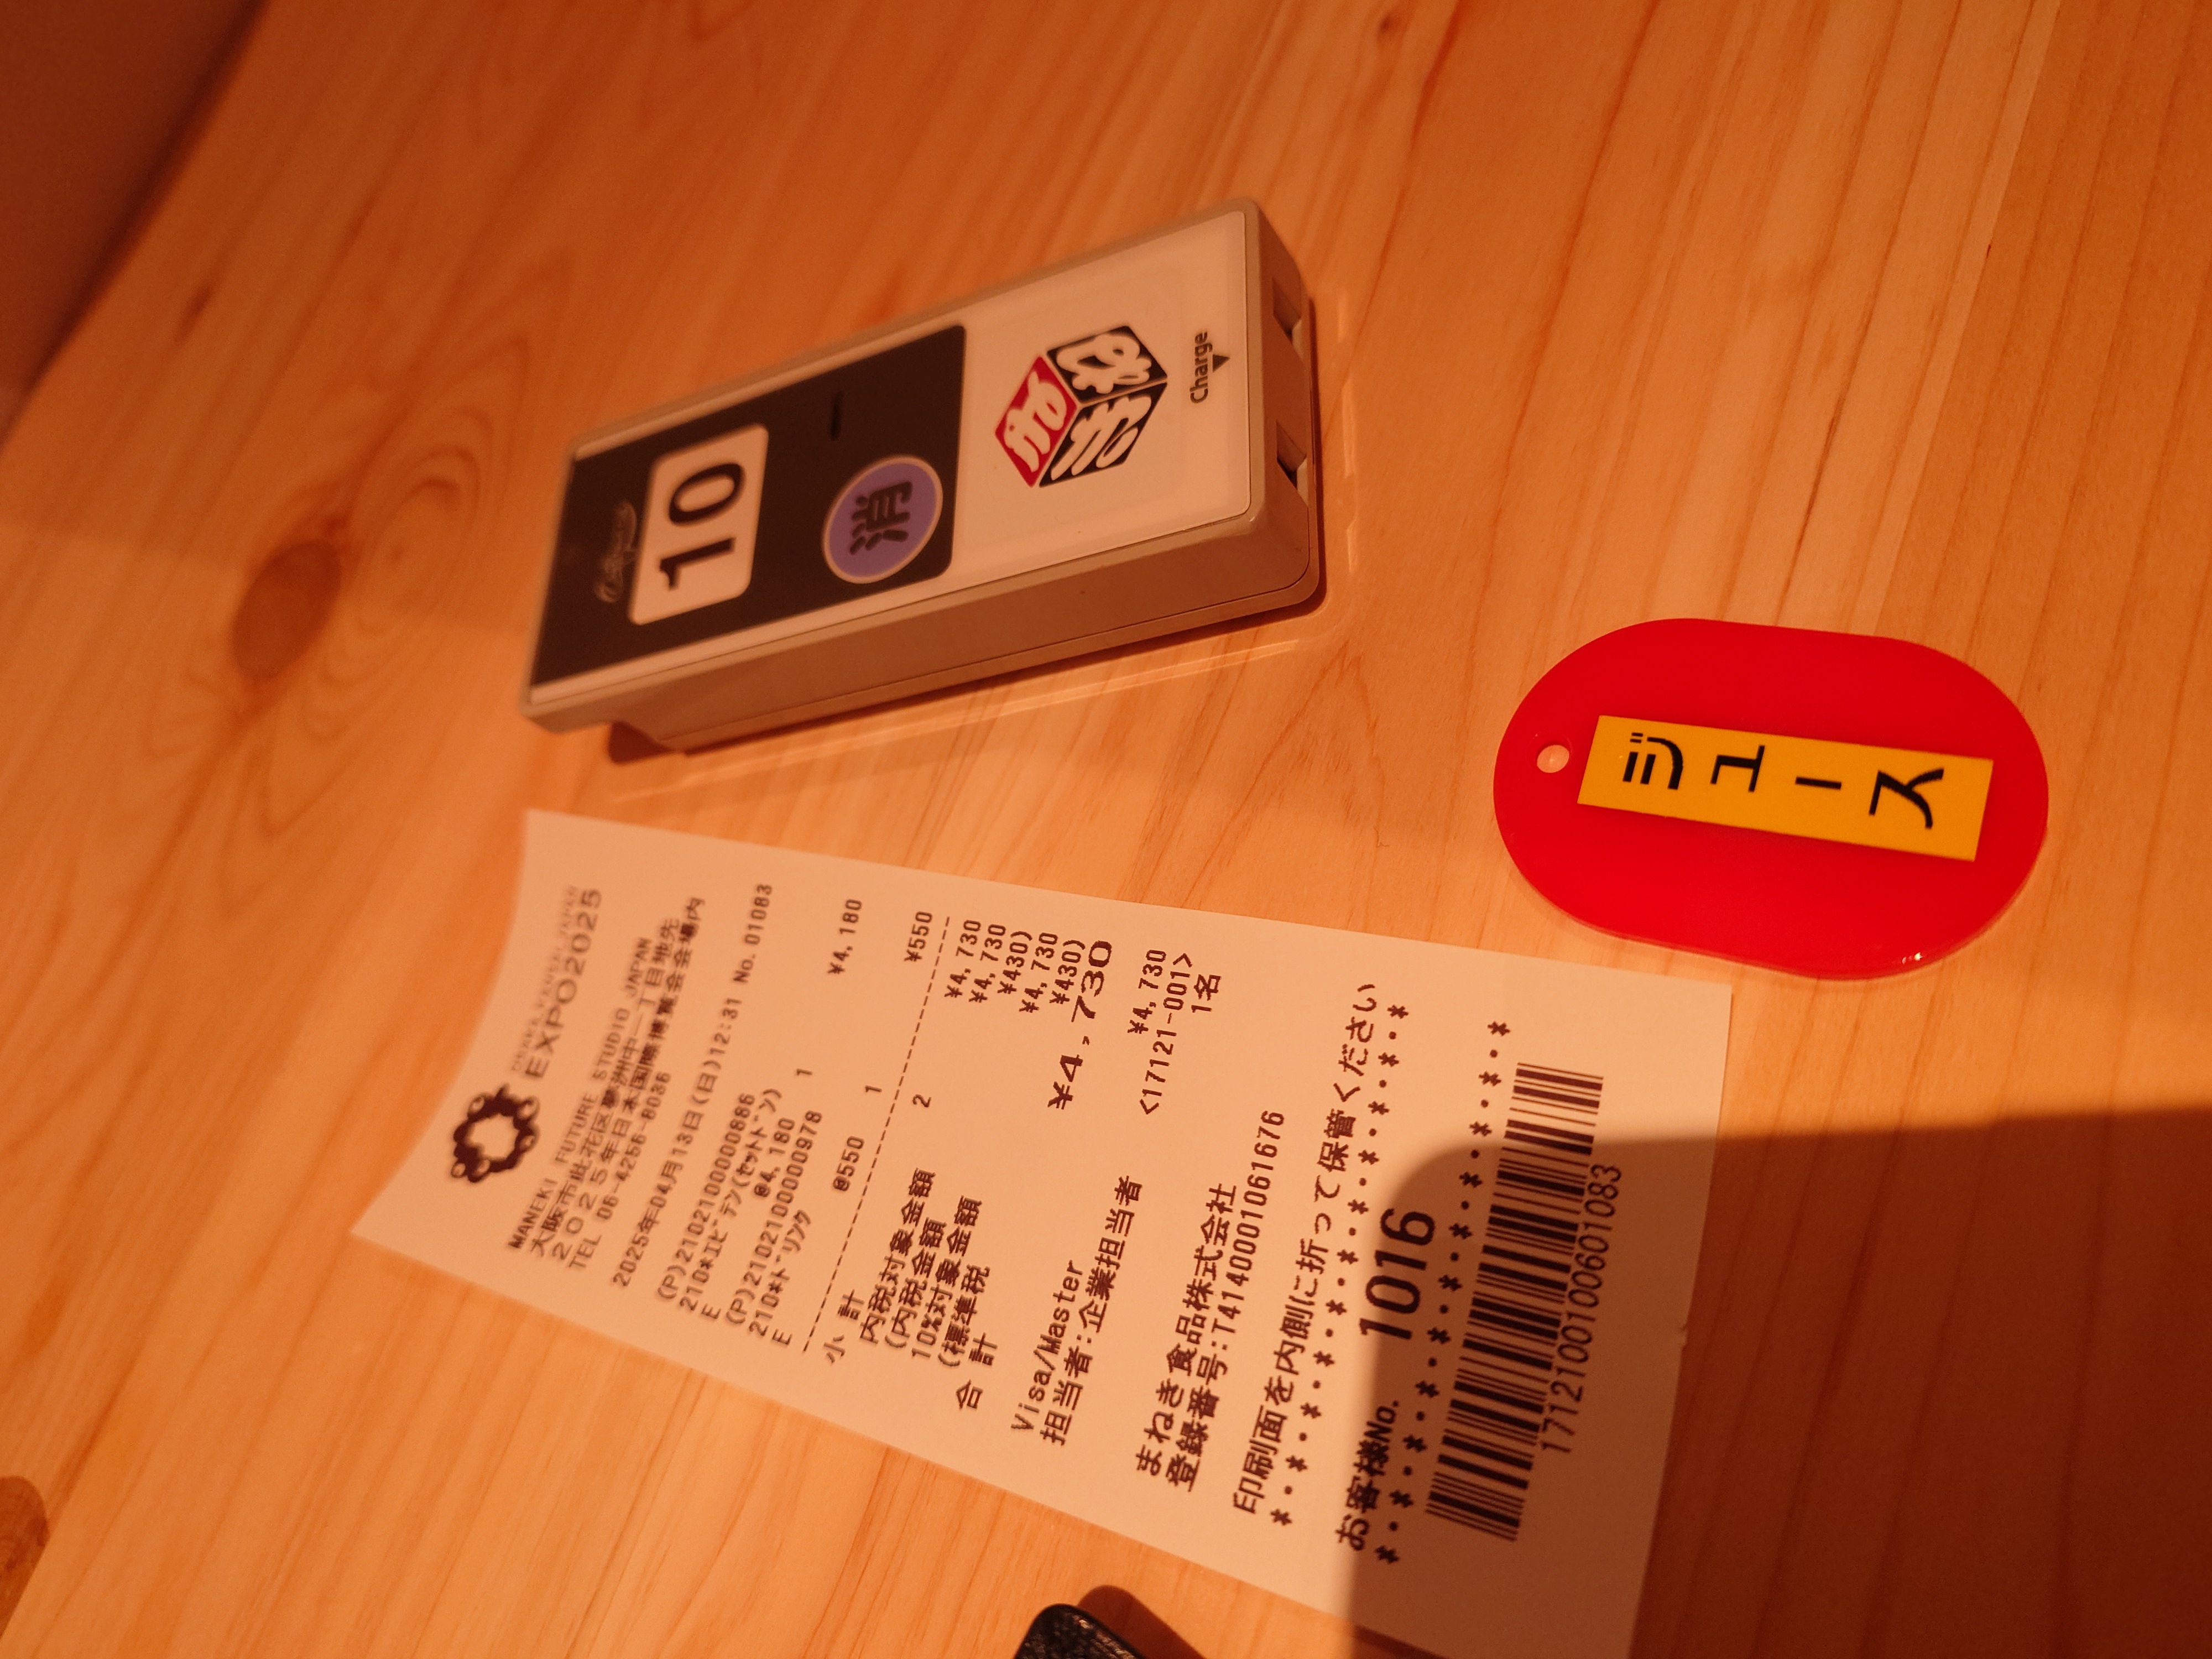 EXPO2025
MANEKI FUTURE STUDIO JAPAN
大阪市此花区夢洲中一丁目地先
2025年日本国際博覧会会場内
TEL 06-4256-8036
2025年04月13日(日)12:31 No.01083
(P)2102100000886
210*エビテン(セットトン)
@4,180 1 ¥4,180
E
(P)2102100000978
210*ドリンク
@550 1 ¥550
E
小 計 2 ¥4,730
内税対象金額 ¥4,730
(内税金額 ¥430)
10%対象金額 ¥4,730
(標準税 ¥430)
合 計 ¥4,730
Visa/Master ¥4,730
担当者:企業担当者 <17121-001>
1名
まねき食品株式会社
登録番号:T4140001061676
印刷面を内側に折って保管ください
*・*・*・*・*・*・*・*・*・*・*
お客様No. 1016
*・*・*・*・*・*・*・*・*・*・*
1712100100601083
10
消
Charge
ジュース